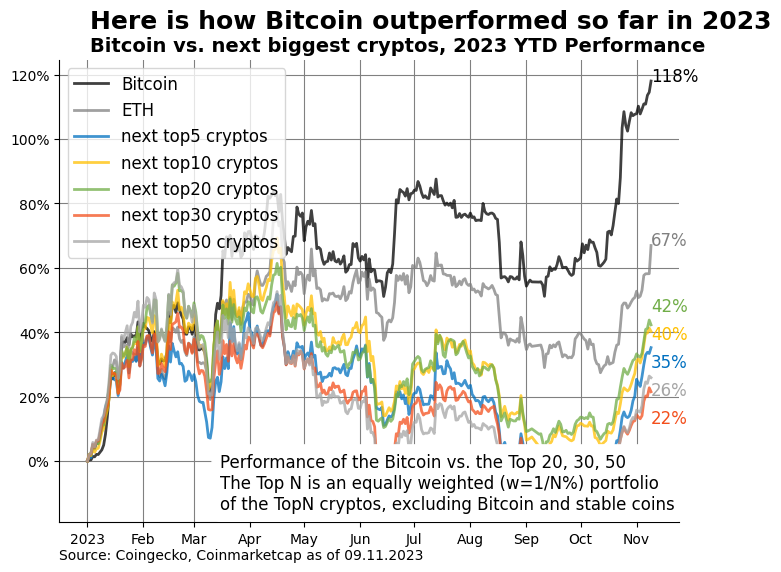 Here is how Bitcoin outperformed so far in 2023
Bitcoin vs. next biggest cryptos, 2023 YTD Performance
120%
100%
80%
60%
40%
20%
0%
Bitcoin
ETH
next top5 cryptos
next top10 cryptos
next top20 cryptos
next top30 cryptos
next top50 cryptos
118%
67%
42%
40%
35%
26%
22%
Performance of the Bitcoin vs. the Top 20, 30, 50
The Top N is an equally weighted (w=1/N%) portfolio
of the TopN cryptos, excluding Bitcoin and stable coins
2023 Feb Mar Apr May Jun Jul Aug Sep Oct Nov
Source: Coingecko, Coinmarketcap as of 09.11.2023